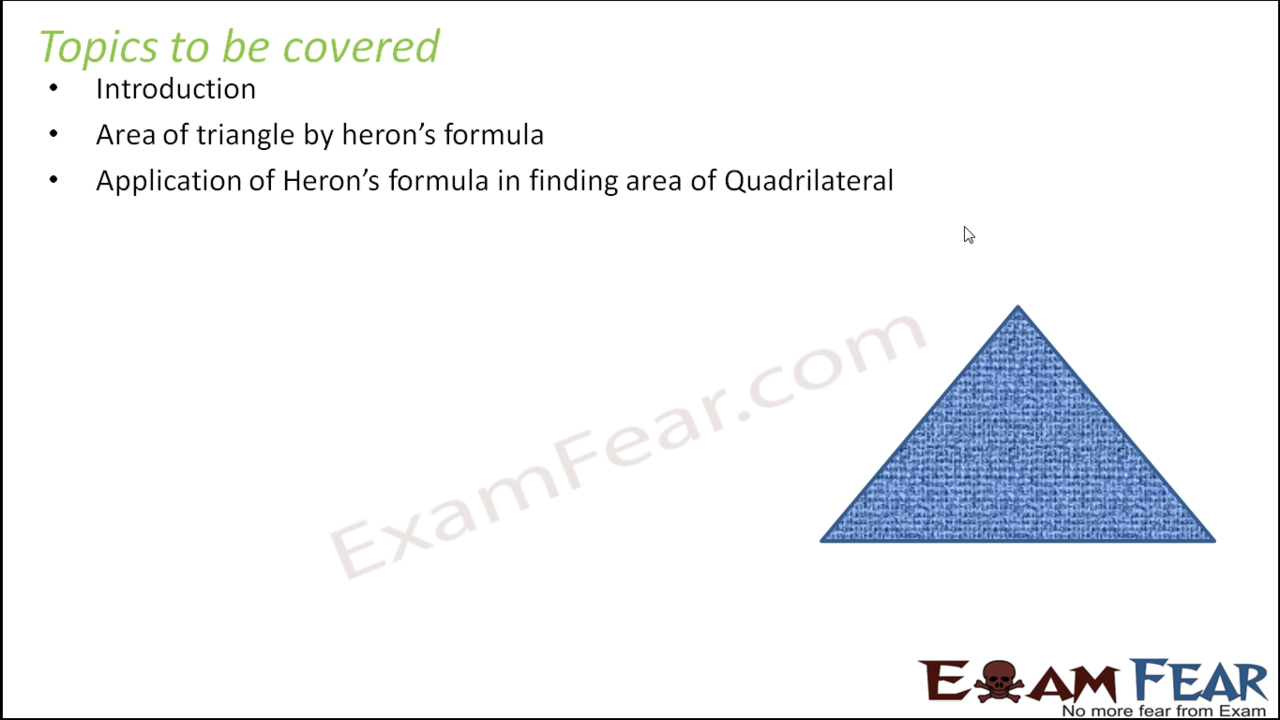 Topics to be covered
• Introduction
• Area of triangle by heron’s formula
• Application of Heron’s formula in finding area of Quadrilateral
ExamFear.com
EXAM FEAR
No more fear from Exam